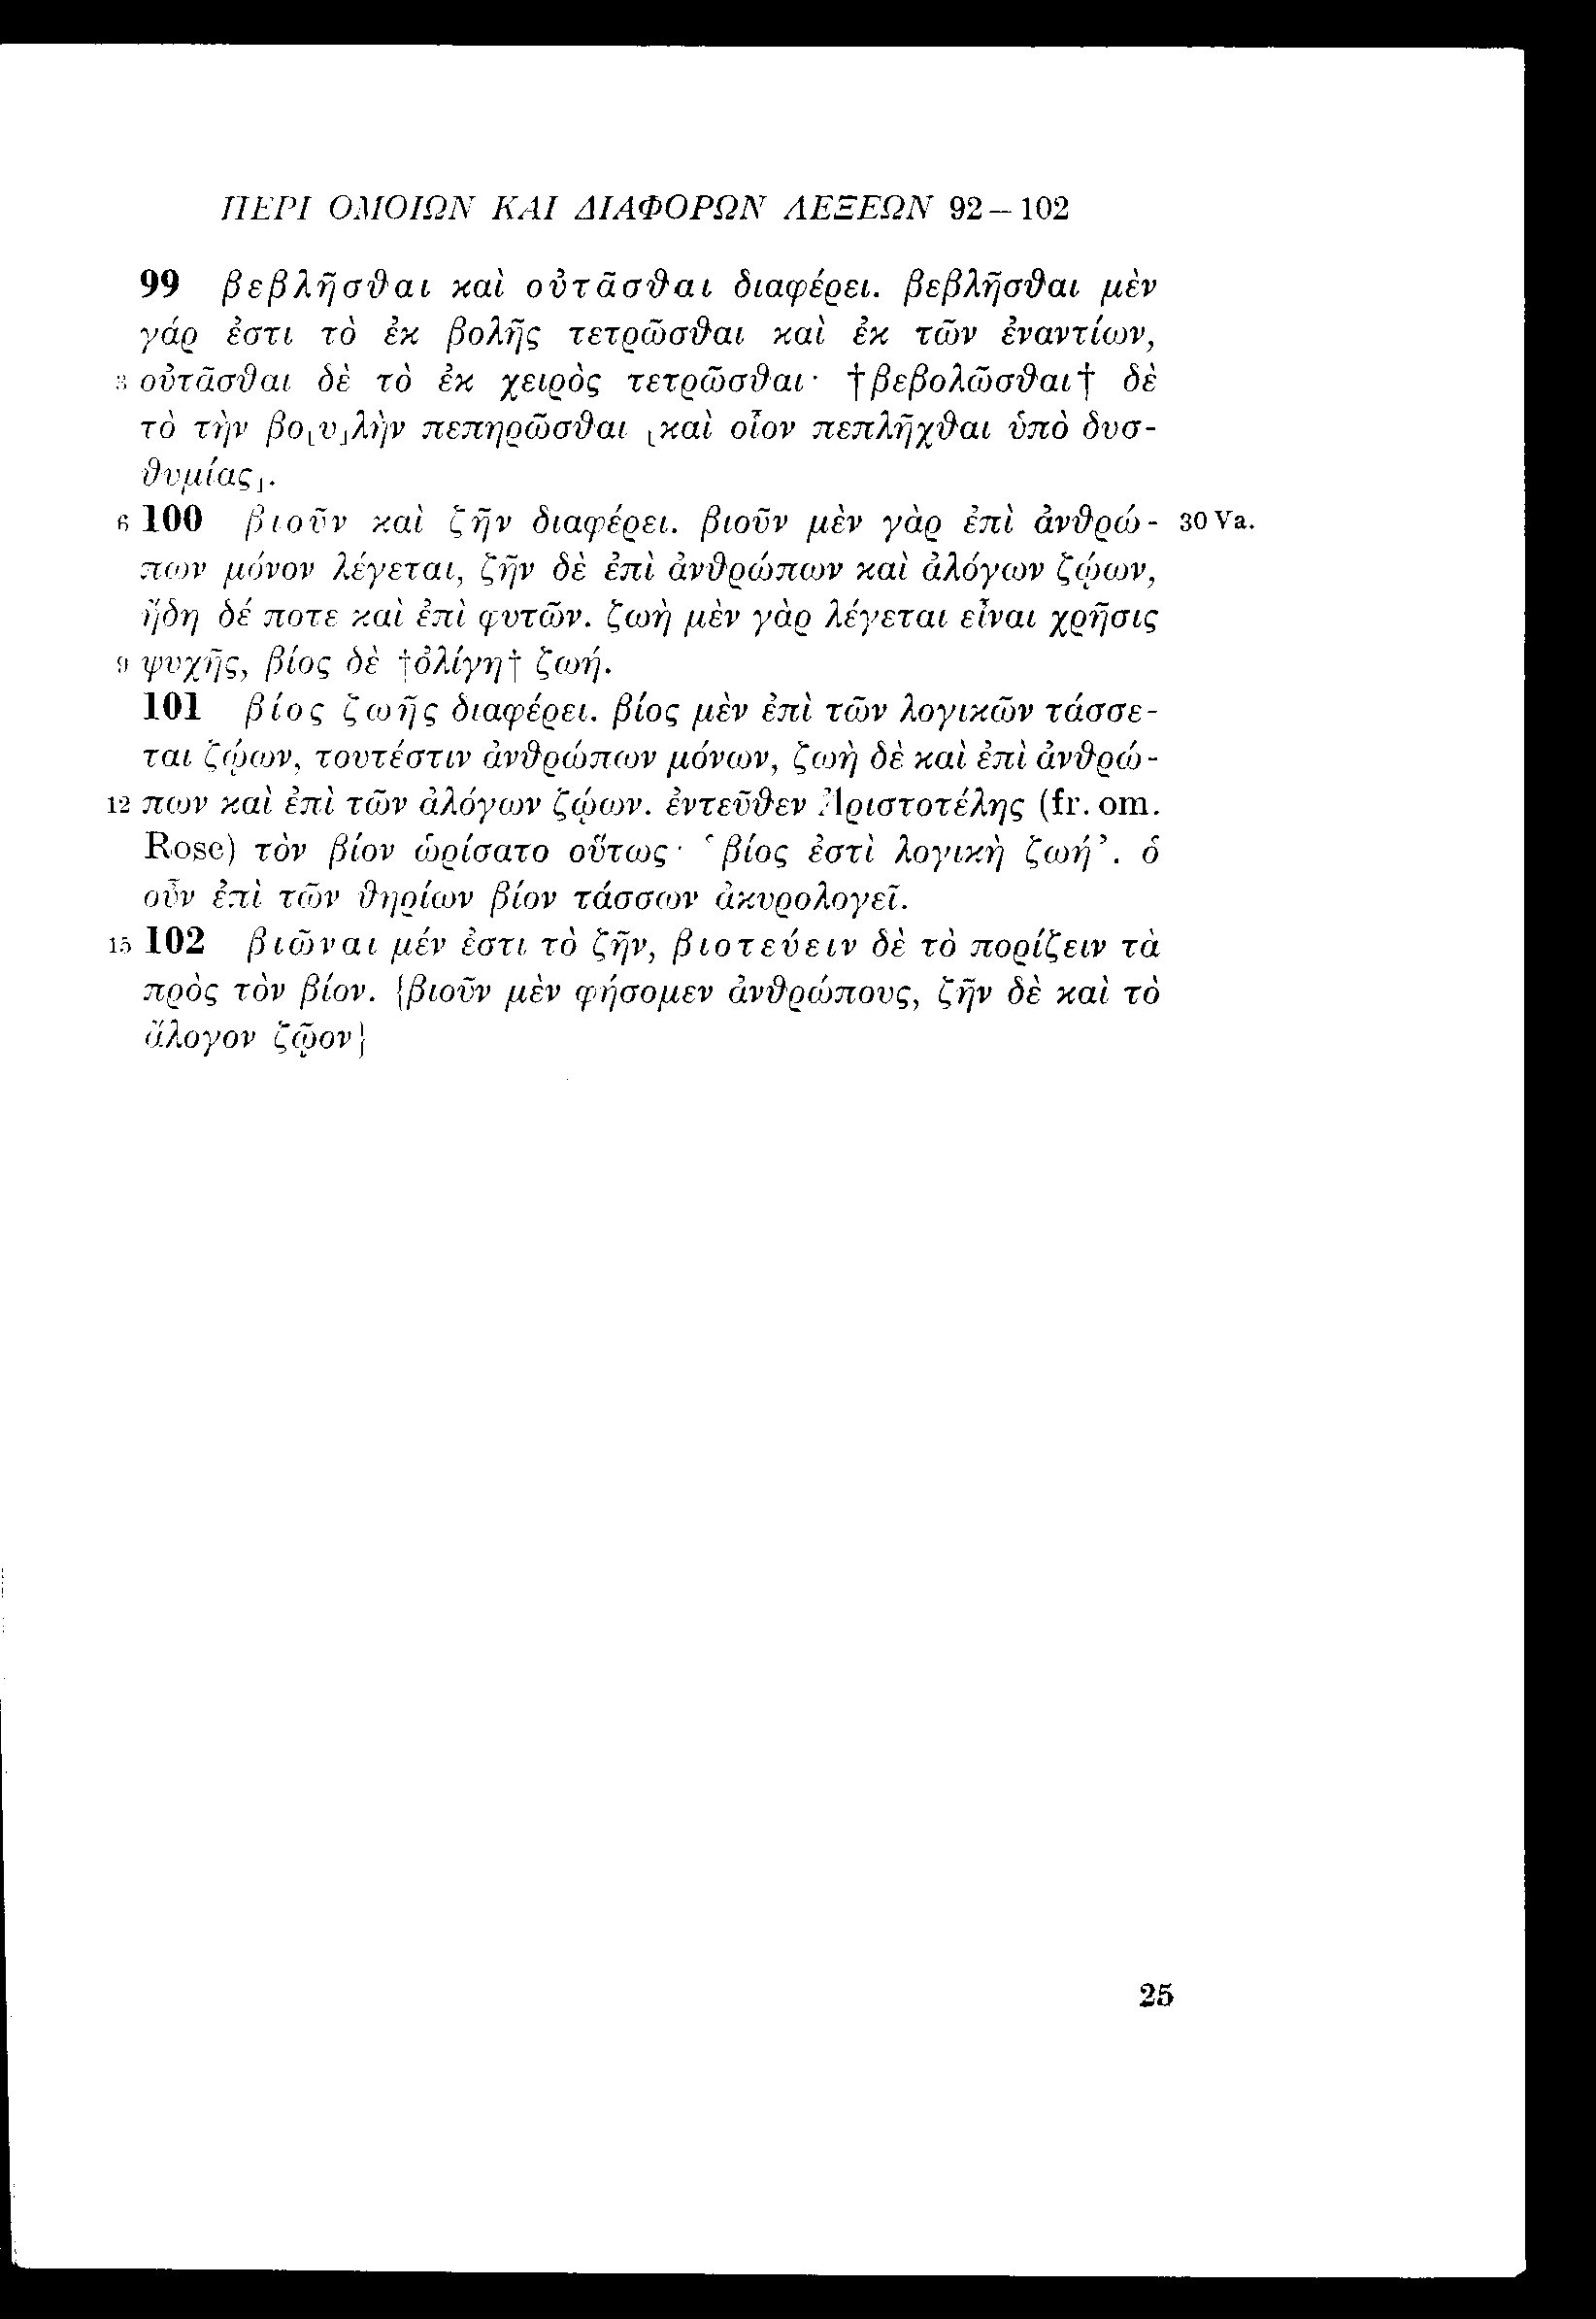 ΠΕΡΙ ΟΜΟΙΩΝ ΚΑΙ ΔΙΑΦΟΡΩΝ ΛΕΞΕΩΝ 92 – 102
99 βεβλῆσθαι καὶ οὐτᾶσθαι διαφέρει. βεβλῆσθαι μὲν
γάρ ἐστι τὸ ἐκ βολῆς τετρῶσθαι καὶ ἐκ τῶν ἐναντίων,
3 οὐτᾶσθαι δὲ τὸ ἐκ χειρὸς τετρῶσθαι· †βεβολῶσθαι† δὲ
τὸ τὴν βο⸤υ⸥λὴν πεπηρῶσθαι ⸤καὶ οἷον πεπλῆχθαι ὑπὸ δυσ-
θυμίας⸥.
6 100 βιοῦν καὶ ζῆν διαφέρει. βιοῦν μὲν γὰρ ἐπὶ ἀνθρώ- 30 Va.
πων μόνον λέγεται, ζῆν δὲ ἐπὶ ἀνθρώπων καὶ ἀλόγων ζῴων,
ἤδη δέ ποτε καὶ ἐπὶ φυτῶν. ζωὴ μὲν γὰρ λέγεται εἶναι χρῆσις
9 ψυχῆς, βίος δὲ †ὀλίγη† ζωή.
101 βίος ζωῆς διαφέρει. βίος μὲν ἐπὶ τῶν λογικῶν τάσσε-
ται ζῴων, τουτέστιν ἀνθρώπων μόνων, ζωὴ δὲ καὶ ἐπὶ ἀνθρώ-
12 πων καὶ ἐπὶ τῶν ἀλόγων ζῴων. ἐντεῦθεν Ἀριστοτέλης (fr. om.
Rose) τὸν βίον ὡρίσατο οὕτως· ‛βίος ἐστὶ λογικὴ ζωή’. ὁ
οὖν ἐπὶ τῶν θηρίων βίον τάσσων ἀκυρολογεῖ.
15 102 βιῶναι μέν ἐστι τὸ ζῆν, βιοτεύειν δὲ τὸ πορίζειν τὰ
πρὸς τὸν βίον. {βιοῦν μὲν φήσομεν ἀνθρώπους, ζῆν δὲ καὶ τὸ
ἄλογον ζῷον}
25